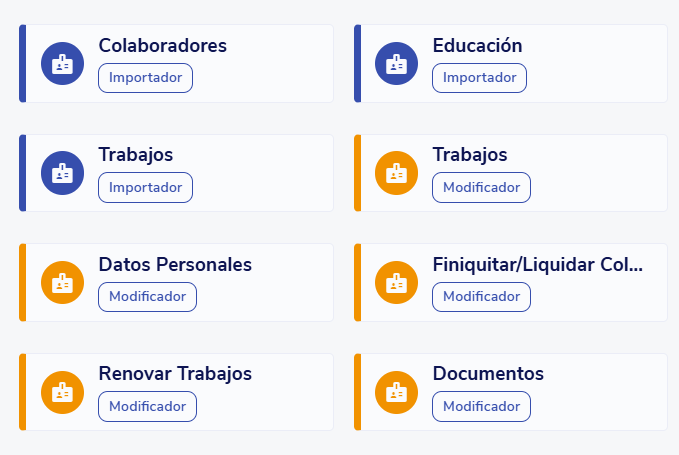 Colaboradores
Importador
Educación
Importador
Trabajos
Importador
Trabajos
Modificador
Datos Personales
Modificador
Finiquitar/Liquidar Col...
Modificador
Renovar Trabajos
Modificador
Documentos
Modificador